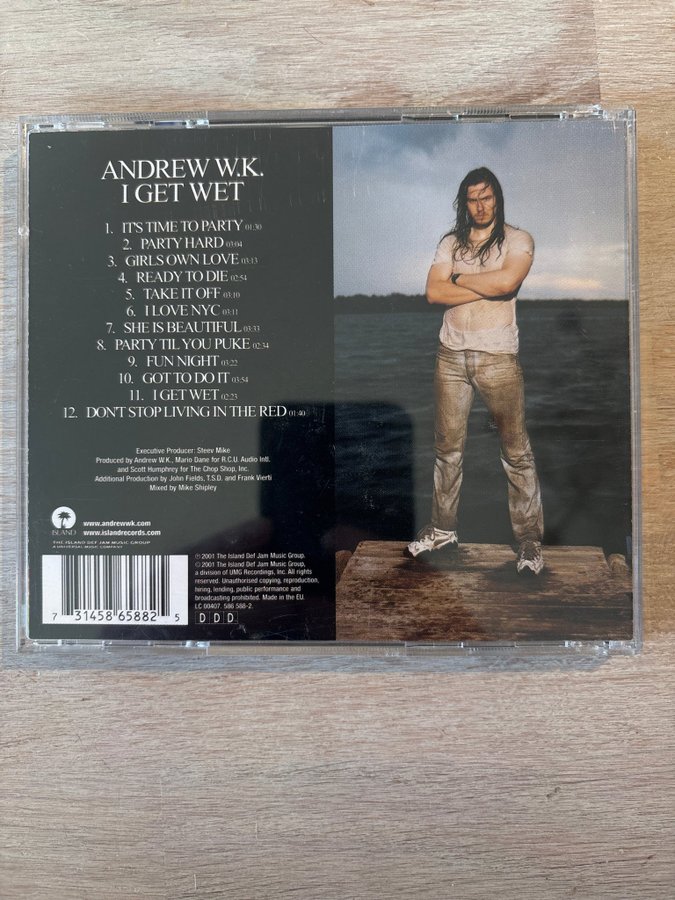 ANDREW W.K.
I GET WET
1. IT'S TIME TO PARTY 01:30
2. PARTY HARD 03:04
3. GIRLS OWN LOVE 03:13
4. READY TO DIE 02:54
5. TAKE IT OFF 03:10
6. I LOVE NYC 03:11
7. SHE IS BEAUTIFUL 03:33
8. PARTY TIL YOU PUKE 02:34
9. FUN NIGHT 03:22
10. GOT TO DO IT 03:54
11. I GET WET 02:23
12. DON'T STOP LIVING IN THE RED 01:40
Executive Producer: Steev Mike
Produced by Andrew W.K., Mario Dane for R.C.U. Audio Intl.
and Scott Humphrey for The Chop Shop, Inc.
Additional Production by John Fields, T.S.D. and Frank Vierti
Mixed by Mike Shipley
ISLAND
www.andrewwk.com
www.islandrecords.com
THE ISLAND DEF JAM MUSIC GROUP
A UNIVERSAL MUSIC COMPANY
7 31458 65882 5
℗ 2001 The Island Def Jam Music Group.
© 2001 The Island Def Jam Music Group,
a division of UMG Recordings, Inc. All rights
reserved. Unauthorised copying, reproduction,
hiring, lending, public performance and
broadcasting prohibited. Made in the EU.
LC 00407. 586 588-2.
DDD